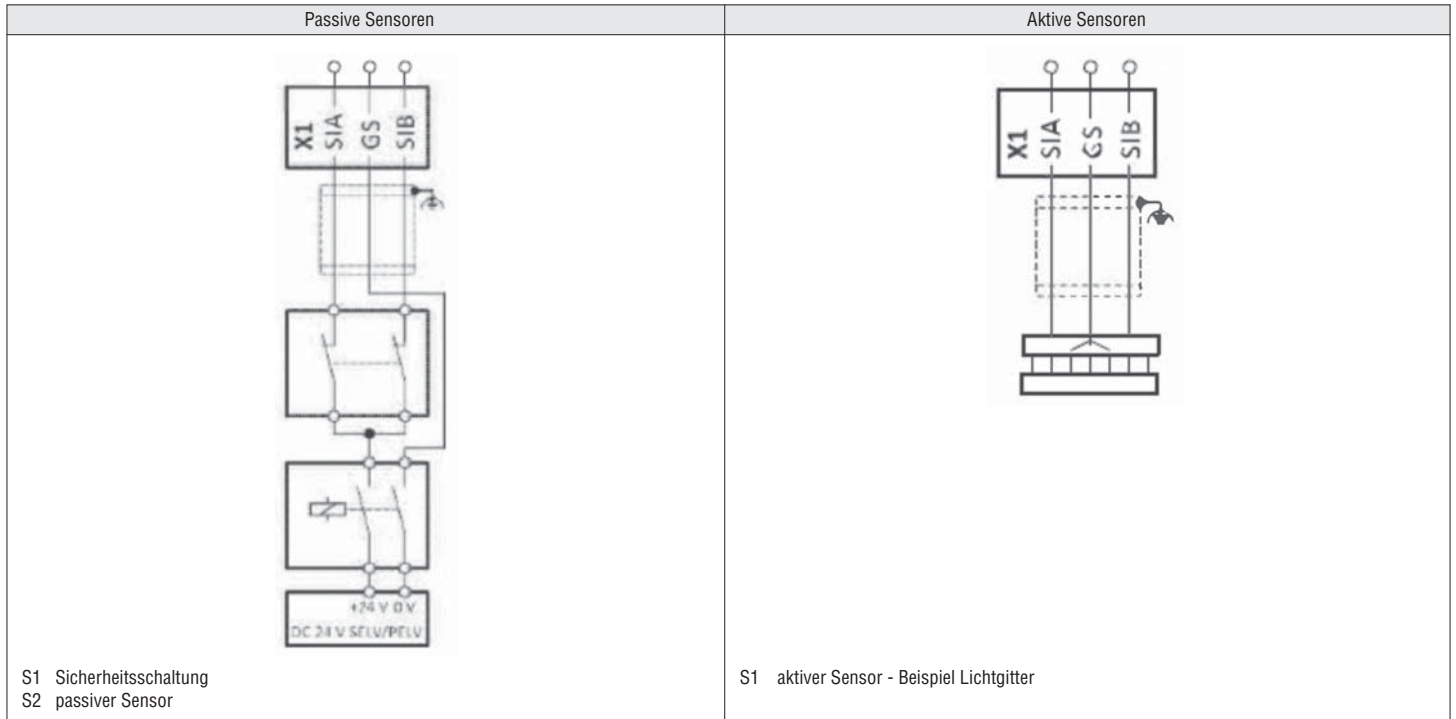 Passive Sensoren
Aktive Sensoren
X1
SIA
GS
SIB
+24 V 0 V
DC 24 V SELV/PELV
S1 Sicherheitsschaltung
S2 passiver Sensor
X1
SIA
GS
SIB
S1 aktiver Sensor - Beispiel Lichtgitter